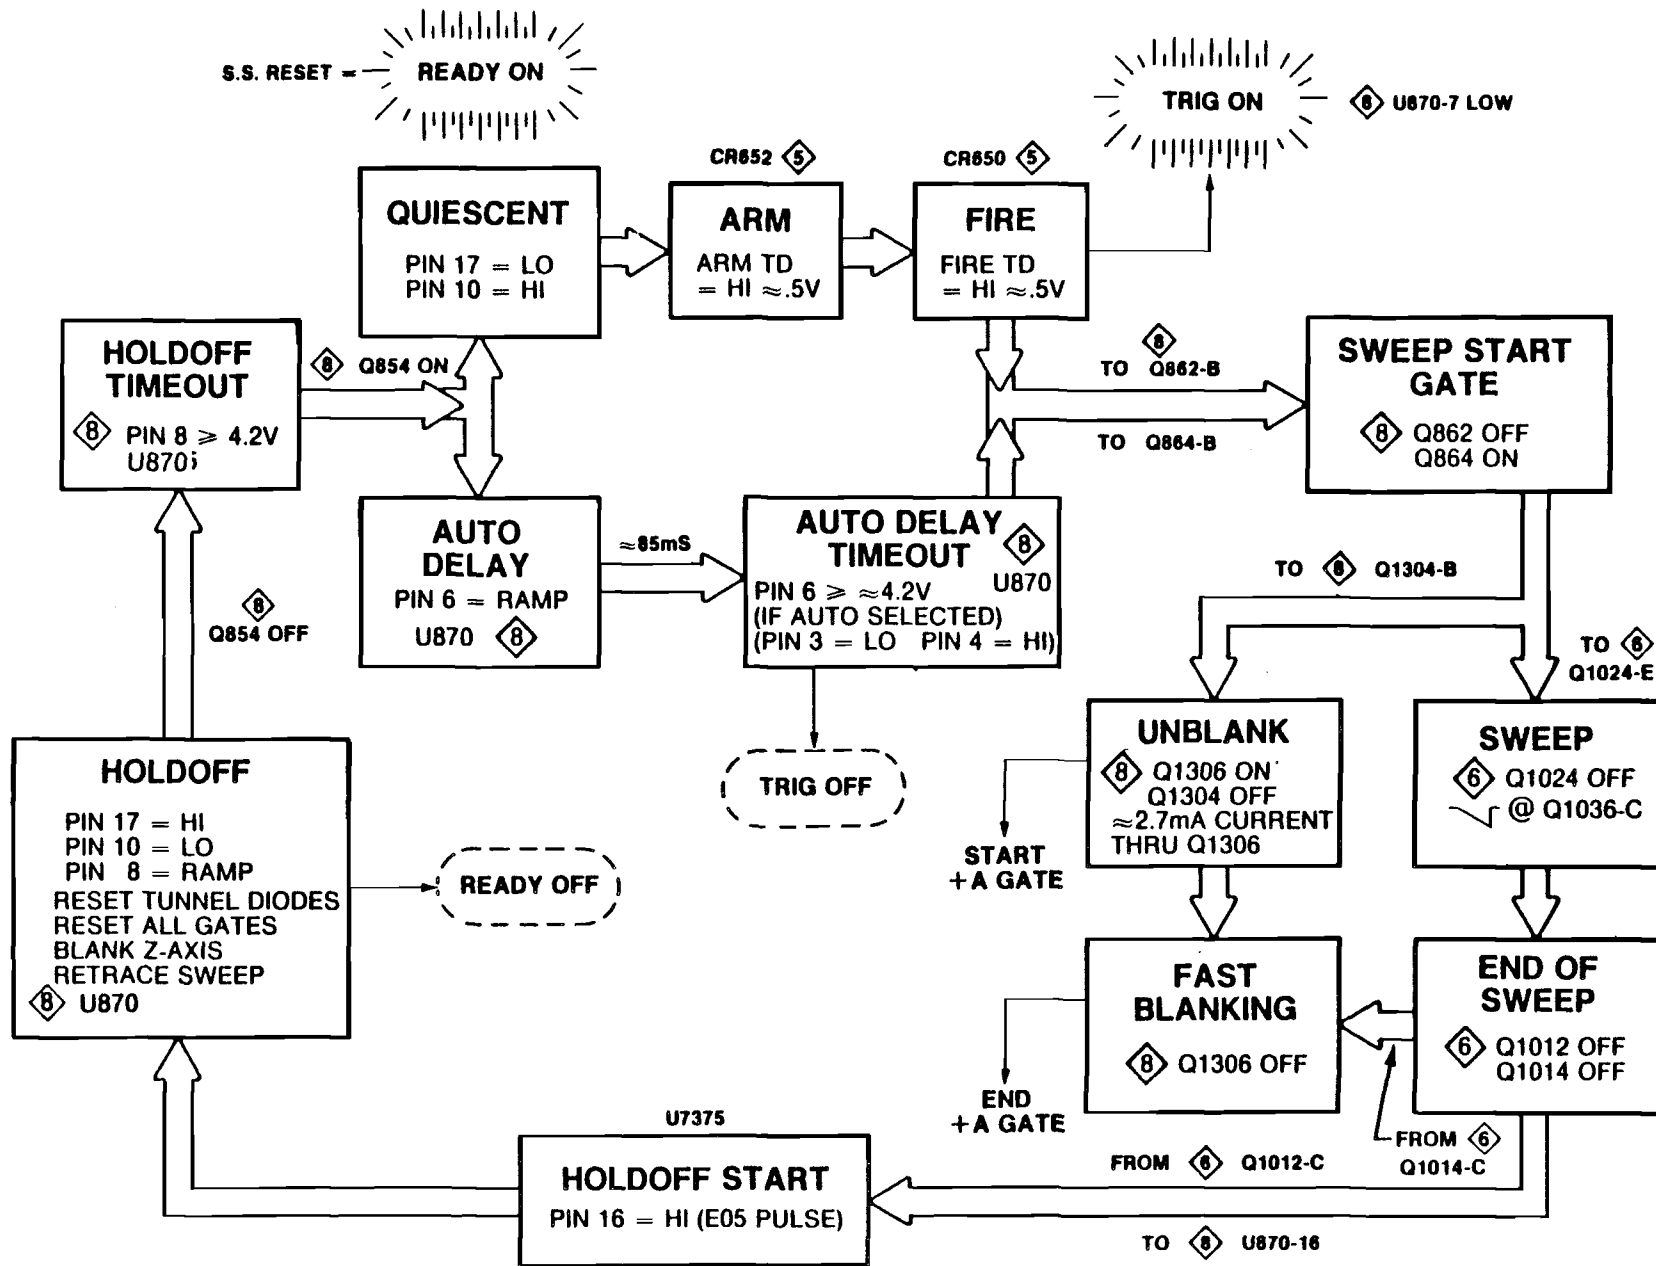 S.S. RESET =
READY ON
TRIG ON
8 U870-7 LOW
CR652 5
CR650 5
QUIESCENT
PIN 17 = LO
PIN 10 = HI
ARM
ARM TD
= HI ≈.5V
FIRE
FIRE TD
= HI ≈.5V
HOLDOFF
TIMEOUT
8 PIN 8 ≥ 4.2V
U870
8 Q854 ON
8
TO Q862-B
TO Q864-B
SWEEP START
GATE
8 Q862 OFF
Q864 ON
AUTO
DELAY
PIN 6 = RAMP
U870 8
≈85mS
AUTO DELAY
TIMEOUT
8
U870
PIN 6 ≥ ≈4.2V
(IF AUTO SELECTED)
(PIN 3 = LO PIN 4 = HI)
TO 8 Q1304-B
8
Q854 OFF
TO 6
Q1024-E
TRIG OFF
UNBLANK
8 Q1306 ON
Q1304 OFF
≈2.7mA CURRENT
THRU Q1306
SWEEP
6 Q1024 OFF
@ Q1036-C
START
+A GATE
HOLDOFF
PIN 17 = HI
PIN 10 = LO
PIN 8 = RAMP
RESET TUNNEL DIODES
RESET ALL GATES
BLANK Z-AXIS
RETRACE SWEEP
8 U870
READY OFF
FAST
BLANKING
8 Q1306 OFF
END OF
SWEEP
6 Q1012 OFF
Q1014 OFF
END
+A GATE
FROM 6
Q1014-C
U7375
HOLDOFF START
PIN 16 = HI (E05 PULSE)
FROM 6 Q1012-C
TO 8 U870-16